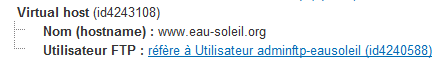 Virtual host (id4243108)
Nom (hostname) : www.eau-soleil.org
Utilisateur FTP : réfère à Utilisateur adminftp-eausoleil (id4240588)